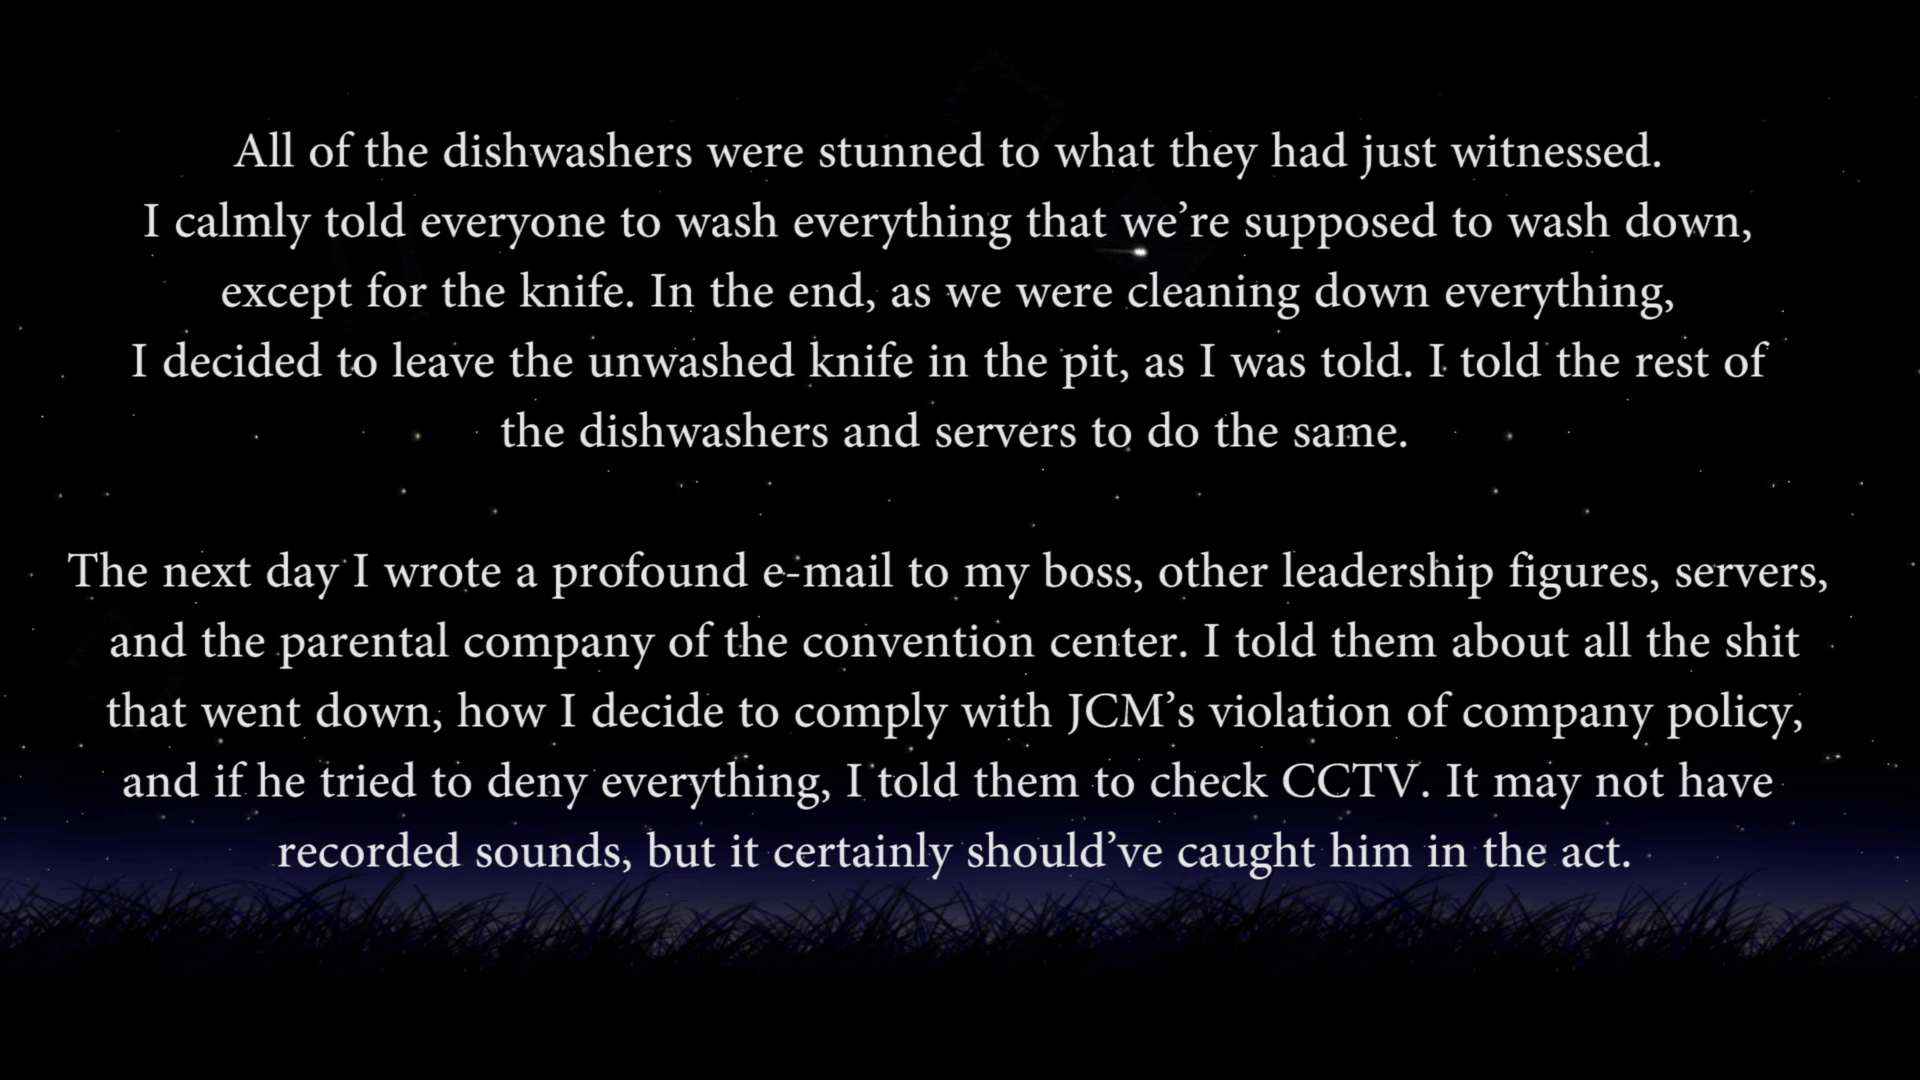 All of the dishwashers were stunned to what they had just witnessed.
I calmly told everyone to wash everything that we’re supposed to wash down,
except for the knife. In the end, as we were cleaning down everything,
I decided to leave the unwashed knife in the pit, as I was told. I told the rest of
the dishwashers and servers to do the same.
The next day I wrote a profound e-mail to my boss, other leadership figures, servers,
and the parental company of the convention center. I told them about all the shit
that went down, how I decide to comply with JCM’s violation of company policy,
and if he tried to deny everything, I told them to check CCTV. It may not have
recorded sounds, but it certainly should’ve caught him in the act.